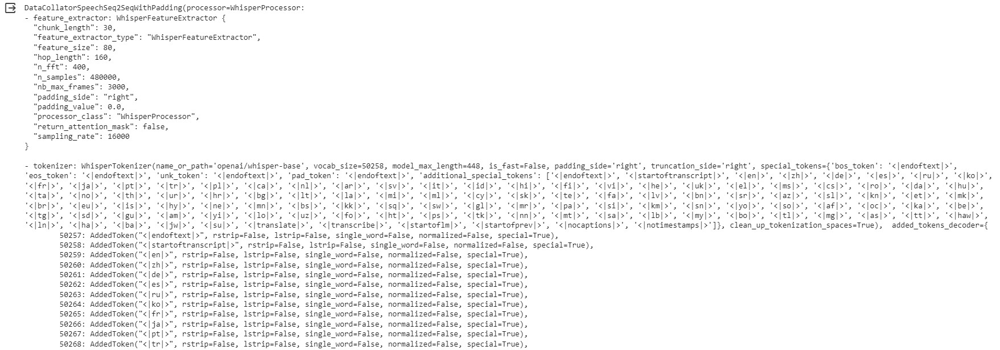 DataCollatorSpeechSeq2SeqWithPadding(processor=WhisperProcessor:
- feature_extractor: WhisperFeatureExtractor {
  "chunk_length": 30,
  "feature_extractor_type": "WhisperFeatureExtractor",
  "feature_size": 80,
  "hop_length": 160,
  "n_fft": 400,
  "n_samples": 480000,
  "nb_max_frames": 3000,
  "padding_side": "right",
  "padding_value": 0.0,
  "processor_class": "WhisperProcessor",
  "return_attention_mask": false,
  "sampling_rate": 16000
}
- tokenizer: WhisperTokenizer(name_or_path='openai/whisper-base', vocab_size=50258, model_max_length=448, is_fast=False, padding_side='right', truncation_side='right', special_tokens={'bos_token': '<|endoftext|>',
'eos_token': '<|endoftext|>', 'unk_token': '<|endoftext|>', 'pad_token': '<|endoftext|>', 'additional_special_tokens': ['<|endoftext|>', '<|startoftranscript|>', '<|en|>', '<|zh|>', '<|de|>', '<|es|>', '<|ru|>', '<|ko|>',
'<|fr|>', '<|ja|>', '<|pt|>', '<|tr|>', '<|pl|>', '<|ca|>', '<|nl|>', '<|ar|>', '<|sv|>', '<|it|>', '<|id|>', '<|hi|>', '<|fi|>', '<|vi|>', '<|he|>', '<|uk|>', '<|el|>', '<|ms|>', '<|cs|>', '<|ro|>', '<|da|>', '<|hu|>',
'<|ta|>', '<|no|>', '<|th|>', '<|ur|>', '<|hr|>', '<|bg|>', '<|lt|>', '<|la|>', '<|mi|>', '<|ml|>', '<|cy|>', '<|sk|>', '<|te|>', '<|fa|>', '<|lv|>', '<|bn|>', '<|sr|>', '<|az|>', '<|sl|>', '<|kn|>', '<|et|>', '<|mk|>',
'<|br|>', '<|eu|>', '<|is|>', '<|hy|>', '<|ne|>', '<|mn|>', '<|bs|>', '<|kk|>', '<|sq|>', '<|sw|>', '<|gl|>', '<|mr|>', '<|pa|>', '<|si|>', '<|km|>', '<|sn|>', '<|yo|>', '<|so|>', '<|af|>', '<|oc|>', '<|ka|>', '<|be|>',
'<|tg|>', '<|sd|>', '<|gu|>', '<|am|>', '<|yi|>', '<|lo|>', '<|uz|>', '<|fo|>', '<|ht|>', '<|ps|>', '<|tk|>', '<|nn|>', '<|mt|>', '<|sa|>', '<|lb|>', '<|my|>', '<|bo|>', '<|tl|>', '<|mg|>', '<|as|>', '<|tt|>', '<|haw|>',
'<|ln|>', '<|ha|>', '<|ba|>', '<|jw|>', '<|su|>', '<|translate|>', '<|transcribe|>', '<|startoflm|>', '<|startofprev|>', '<|nocaptions|>', '<|notimestamps|>']}, clean_up_tokenization_spaces=True),  added_tokens_decoder={
        50257: AddedToken("<|endoftext|>", rstrip=False, lstrip=False, single_word=False, normalized=False, special=True),
        50258: AddedToken("<|startoftranscript|>", rstrip=False, lstrip=False, single_word=False, normalized=False, special=True),
        50259: AddedToken("<|en|>", rstrip=False, lstrip=False, single_word=False, normalized=False, special=True),
        50260: AddedToken("<|zh|>", rstrip=False, lstrip=False, single_word=False, normalized=False, special=True),
        50261: AddedToken("<|de|>", rstrip=False, lstrip=False, single_word=False, normalized=False, special=True),
        50262: AddedToken("<|es|>", rstrip=False, lstrip=False, single_word=False, normalized=False, special=True),
        50263: AddedToken("<|ru|>", rstrip=False, lstrip=False, single_word=False, normalized=False, special=True),
        50264: AddedToken("<|ko|>", rstrip=False, lstrip=False, single_word=False, normalized=False, special=True),
        50265: AddedToken("<|fr|>", rstrip=False, lstrip=False, single_word=False, normalized=False, special=True),
        50266: AddedToken("<|ja|>", rstrip=False, lstrip=False, single_word=False, normalized=False, special=True),
        50267: AddedToken("<|pt|>", rstrip=False, lstrip=False, single_word=False, normalized=False, special=True),
        50268: AddedToken("<|tr|>", rstrip=False, lstrip=False, single_word=False, normalized=False, special=True),